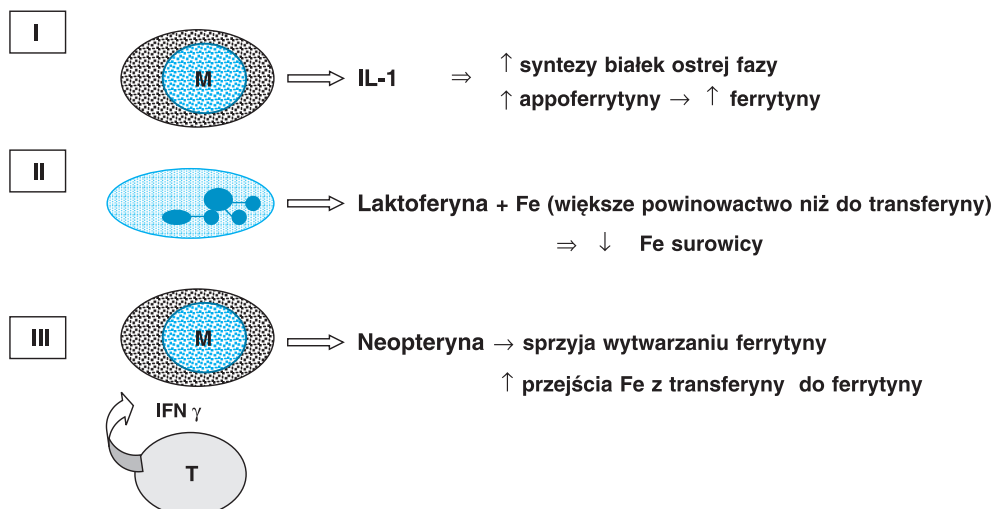 I
M
IL-1 ⇒ ↑ syntezy białek ostrej fazy
↑ appoferrytyny → ↑ ferrytyny
II
Laktoferyna + Fe (większe powinowactwo niż do transferyny)
⇒ ↓ Fe surowicy
III
M
Neopteryna → sprzyja wytwarzaniu ferrytyny
↑ przejścia Fe z transferyny do ferrytyny
IFN γ
T